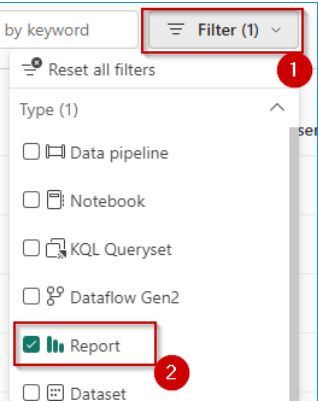 by keyword
Filter (1)
1
Reset all filters
Type (1)
ser
Data pipeline
Notebook
KQL Queryset
Dataflow Gen2
Report
2
Dataset